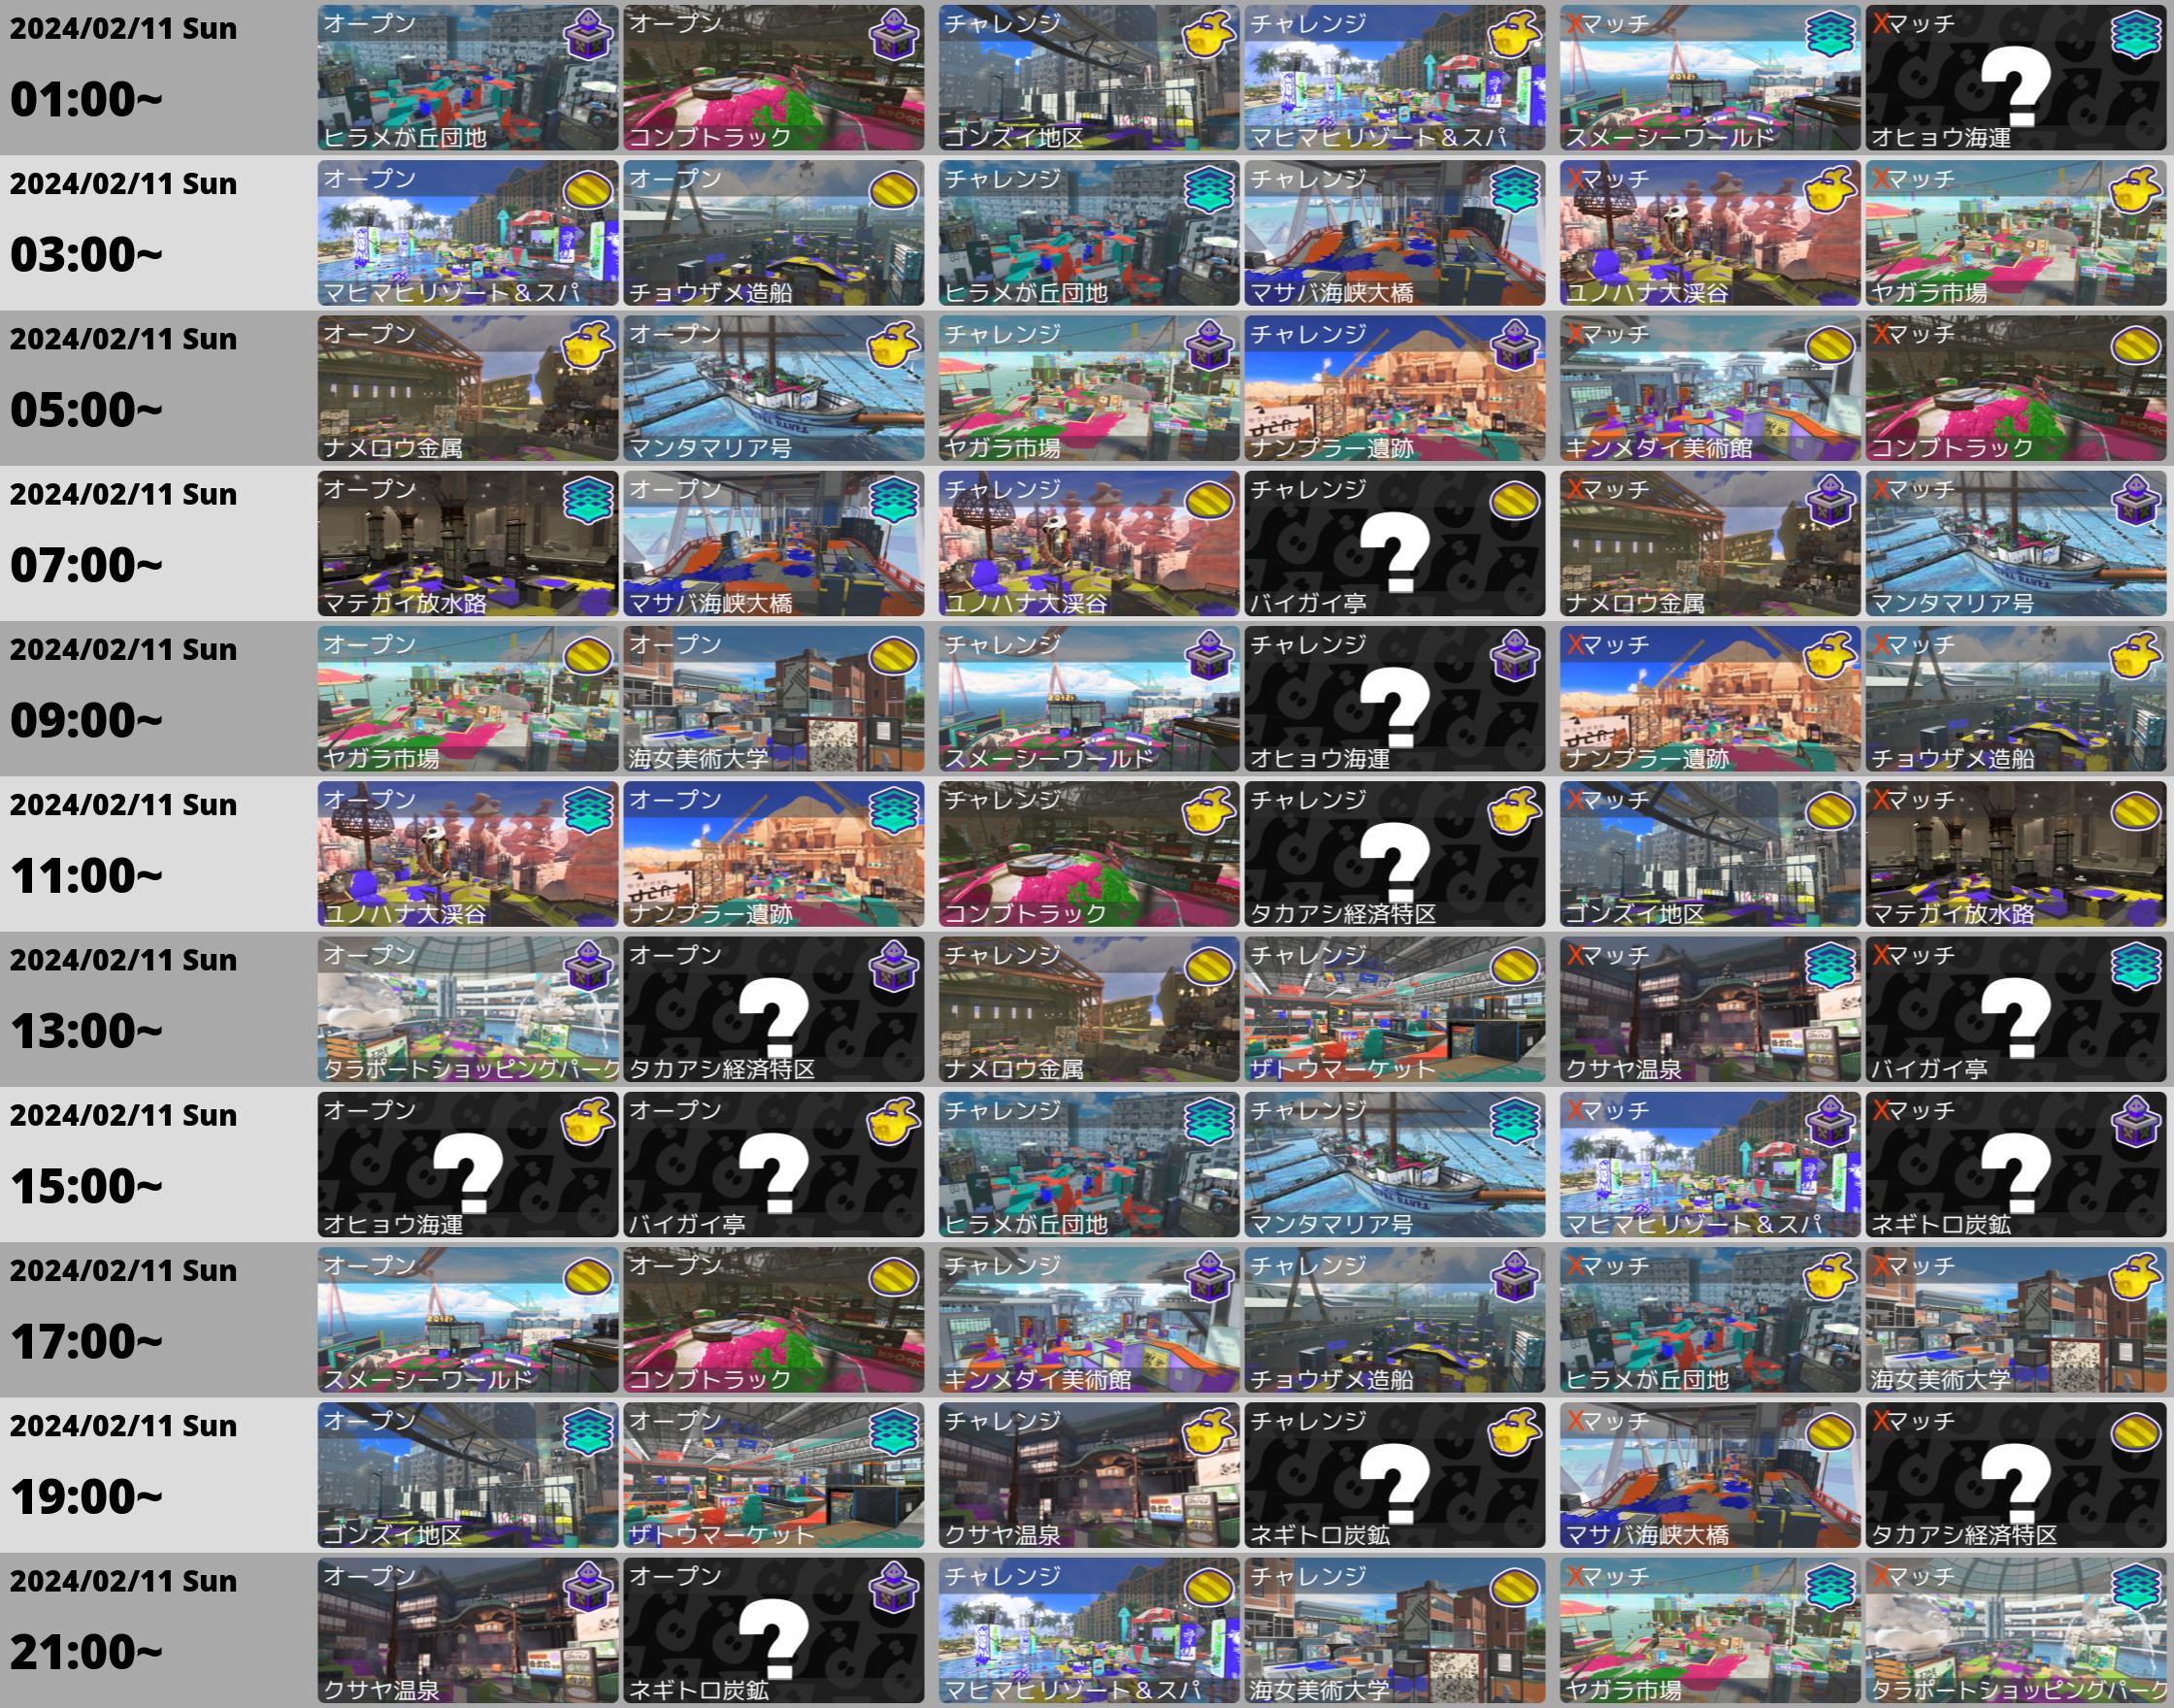 2024/02/11 Sun
01:00~
オープン
ヒラメが丘団地
オープン
コンブトラック
チャレンジ
ゴンズイ地区
チャレンジ
マヒマヒリゾート＆スパ
Xマッチ
スメーシーワールド
Xマッチ
オヒョウ海運
2024/02/11 Sun
03:00~
オープン
マヒマヒリゾート＆スパ
オープン
チョウザメ造船
チャレンジ
ヒラメが丘団地
チャレンジ
マサバ海峡大橋
Xマッチ
ユノハナ大渓谷
Xマッチ
ヤガラ市場
2024/02/11 Sun
05:00~
オープン
ナメロウ金属
オープン
マンタマリア号
チャレンジ
ヤガラ市場
チャレンジ
ナンプラー遺跡
Xマッチ
キンメダイ美術館
Xマッチ
コンブトラック
2024/02/11 Sun
07:00~
オープン
マテガイ放水路
オープン
マサバ海峡大橋
チャレンジ
ユノハナ大渓谷
チャレンジ
バイガイ亭
Xマッチ
ナメロウ金属
Xマッチ
マンタマリア号
2024/02/11 Sun
09:00~
オープン
ヤガラ市場
オープン
海女美術大学
チャレンジ
スメーシーワールド
チャレンジ
オヒョウ海運
Xマッチ
ナンプラー遺跡
Xマッチ
チョウザメ造船
2024/02/11 Sun
11:00~
オープン
ユノハナ大渓谷
オープン
ナンプラー遺跡
チャレンジ
コンブトラック
チャレンジ
タカアシ経済特区
Xマッチ
ゴンズイ地区
Xマッチ
マテガイ放水路
2024/02/11 Sun
13:00~
オープン
タラポートショッピングパーク
オープン
タカアシ経済特区
チャレンジ
ナメロウ金属
チャレンジ
ザトウマーケット
Xマッチ
クサヤ温泉
Xマッチ
バイガイ亭
2024/02/11 Sun
15:00~
オープン
オヒョウ海運
オープン
バイガイ亭
チャレンジ
ヒラメが丘団地
チャレンジ
マンタマリア号
Xマッチ
マヒマヒリゾート＆スパ
Xマッチ
ネギトロ炭鉱
2024/02/11 Sun
17:00~
オープン
スメーシーワールド
オープン
コンブトラック
チャレンジ
キンメダイ美術館
チャレンジ
チョウザメ造船
Xマッチ
ヒラメが丘団地
Xマッチ
海女美術大学
2024/02/11 Sun
19:00~
オープン
ゴンズイ地区
オープン
ザトウマーケット
チャレンジ
クサヤ温泉
チャレンジ
ネギトロ炭鉱
Xマッチ
マサバ海峡大橋
Xマッチ
タカアシ経済特区
2024/02/11 Sun
21:00~
オープン
クサヤ温泉
オープン
ネギトロ炭鉱
チャレンジ
マヒマヒリゾート＆スパ
チャレンジ
海女美術大学
Xマッチ
ヤガラ市場
Xマッチ
タラポートショッピングパーク